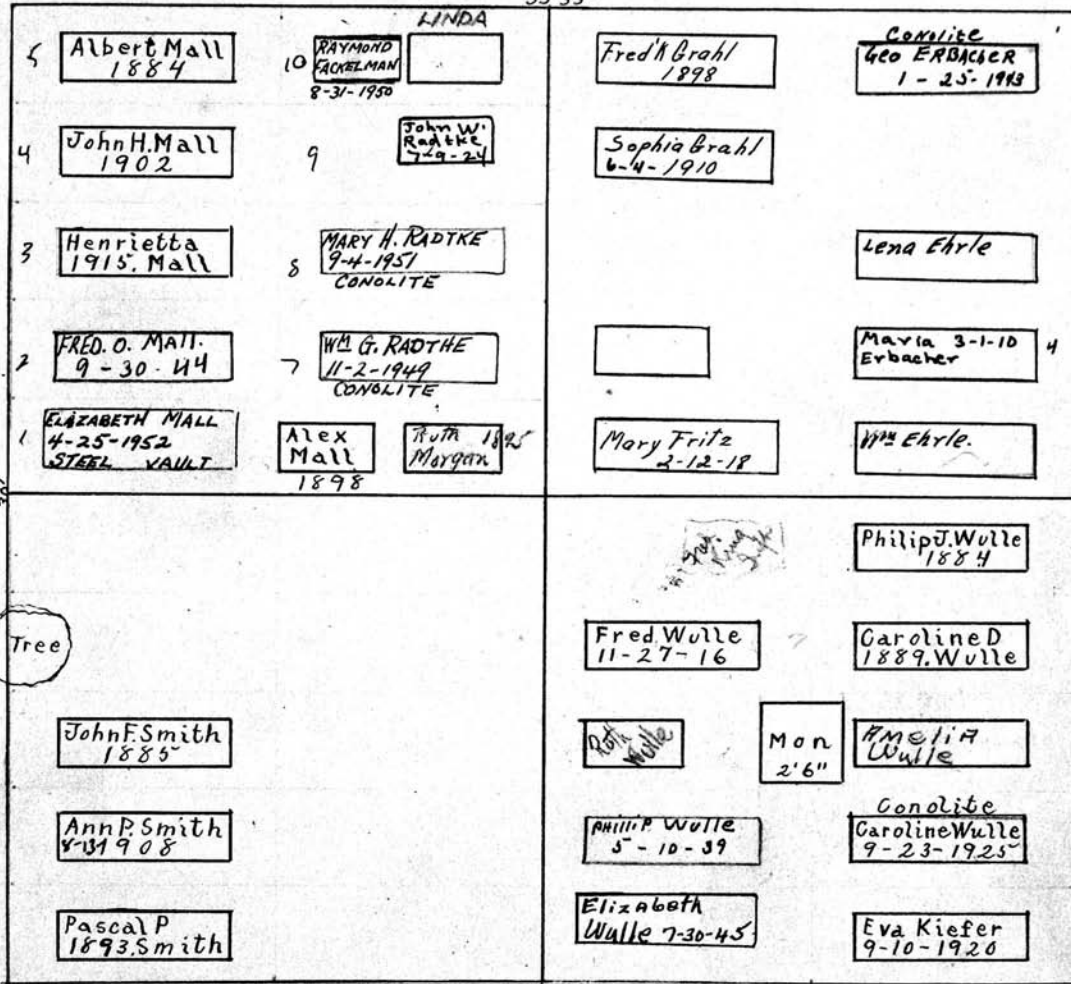 LINDA
5
Albert Mall
1884
10
RAYMOND
FACKELMAN
8-31-1950
4
John H. Mall
1902
9
John W.
Radtke
7-9-24
3
Henrietta
1915. Mall
8
MARY H. RADTKE
9-4-1951
CONOLITE
2
FRED. O. MALL.
9-30-44
7
WM G. RADTHE
11-2-1949
CONOLITE
1
ELIZABETH MALL
4-25-1952
STEEL VAULT
Alex
Mall
1898
Ruth 1895
Morgan
Fred'k Grahl
1898
Conolite
Geo ERBACHER
1-25-1943
Sophia Grahl
6-4-1910
Lena Ehrle
Maria 3-1-10
Erbacher
4
Mary Fritz
2-12-18
Wm Ehrle.
Tree
John F. Smith
1885
Ann P. Smith
8-13 1908
Pascal P
1893. Smith
Philip J. Wulle
1884
Fred Wulle
11-27-16
Caroline D
1889. Wulle
Ruth
Wulle
Mon
2'6"
AMELIA
Wulle
PHILLIP. Wulle
5-10-39
Conolite
Caroline Wulle
9-23-1925
Elizabeth
Wulle 7-30-45
Eva Kiefer
9-10-1920